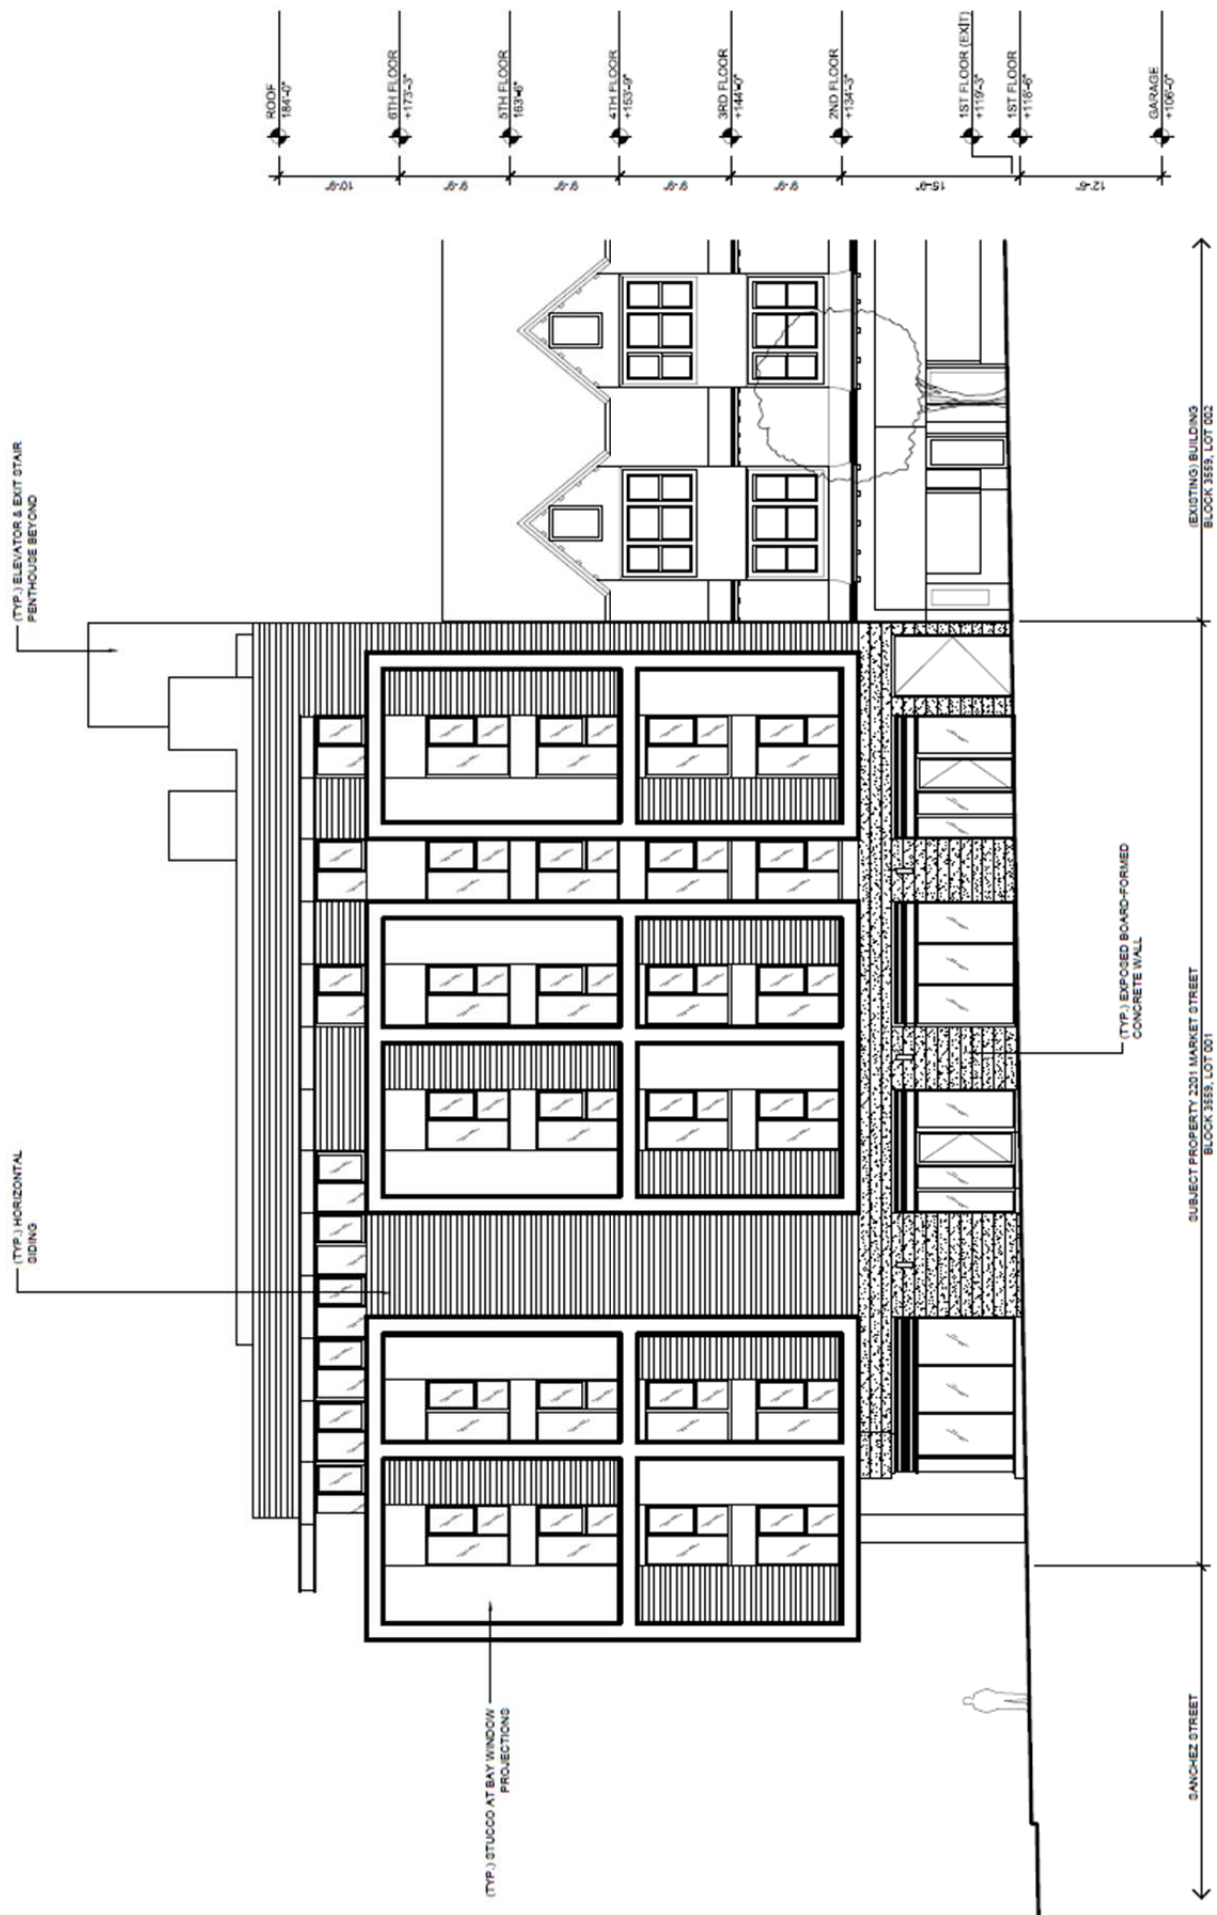 (TYP.) ELEVATOR & EXIT STAIR
PENTHOUSE BEYOND
(TYP.) HORIZONTAL
SIDING
(TYP.) STUCCO AT BAY WINDOW
PROJECTIONS
(TYP.) EXPOSED BOARD-FORMED
CONCRETE WALL
ROOF
184'-0"
6TH FLOOR
+173'-3"
5TH FLOOR
163'-6"
4TH FLOOR
+153'-9"
3RD FLOOR
+144'-0"
2ND FLOOR
+134'-3"
1ST FLOOR (EXIT)
+119'-3"
1ST FLOOR
+118'-6"
GARAGE
+106'-0"
10'-9"
9'-9"
9'-9"
9'-9"
9'-9"
15'-9"
12'-6"
SANCHEZ STREET
SUBJECT PROPERTY 2201 MARKET STREET
BLOCK 3559, LOT 001
(EXISTING) BUILDING
BLOCK 3559, LOT 002